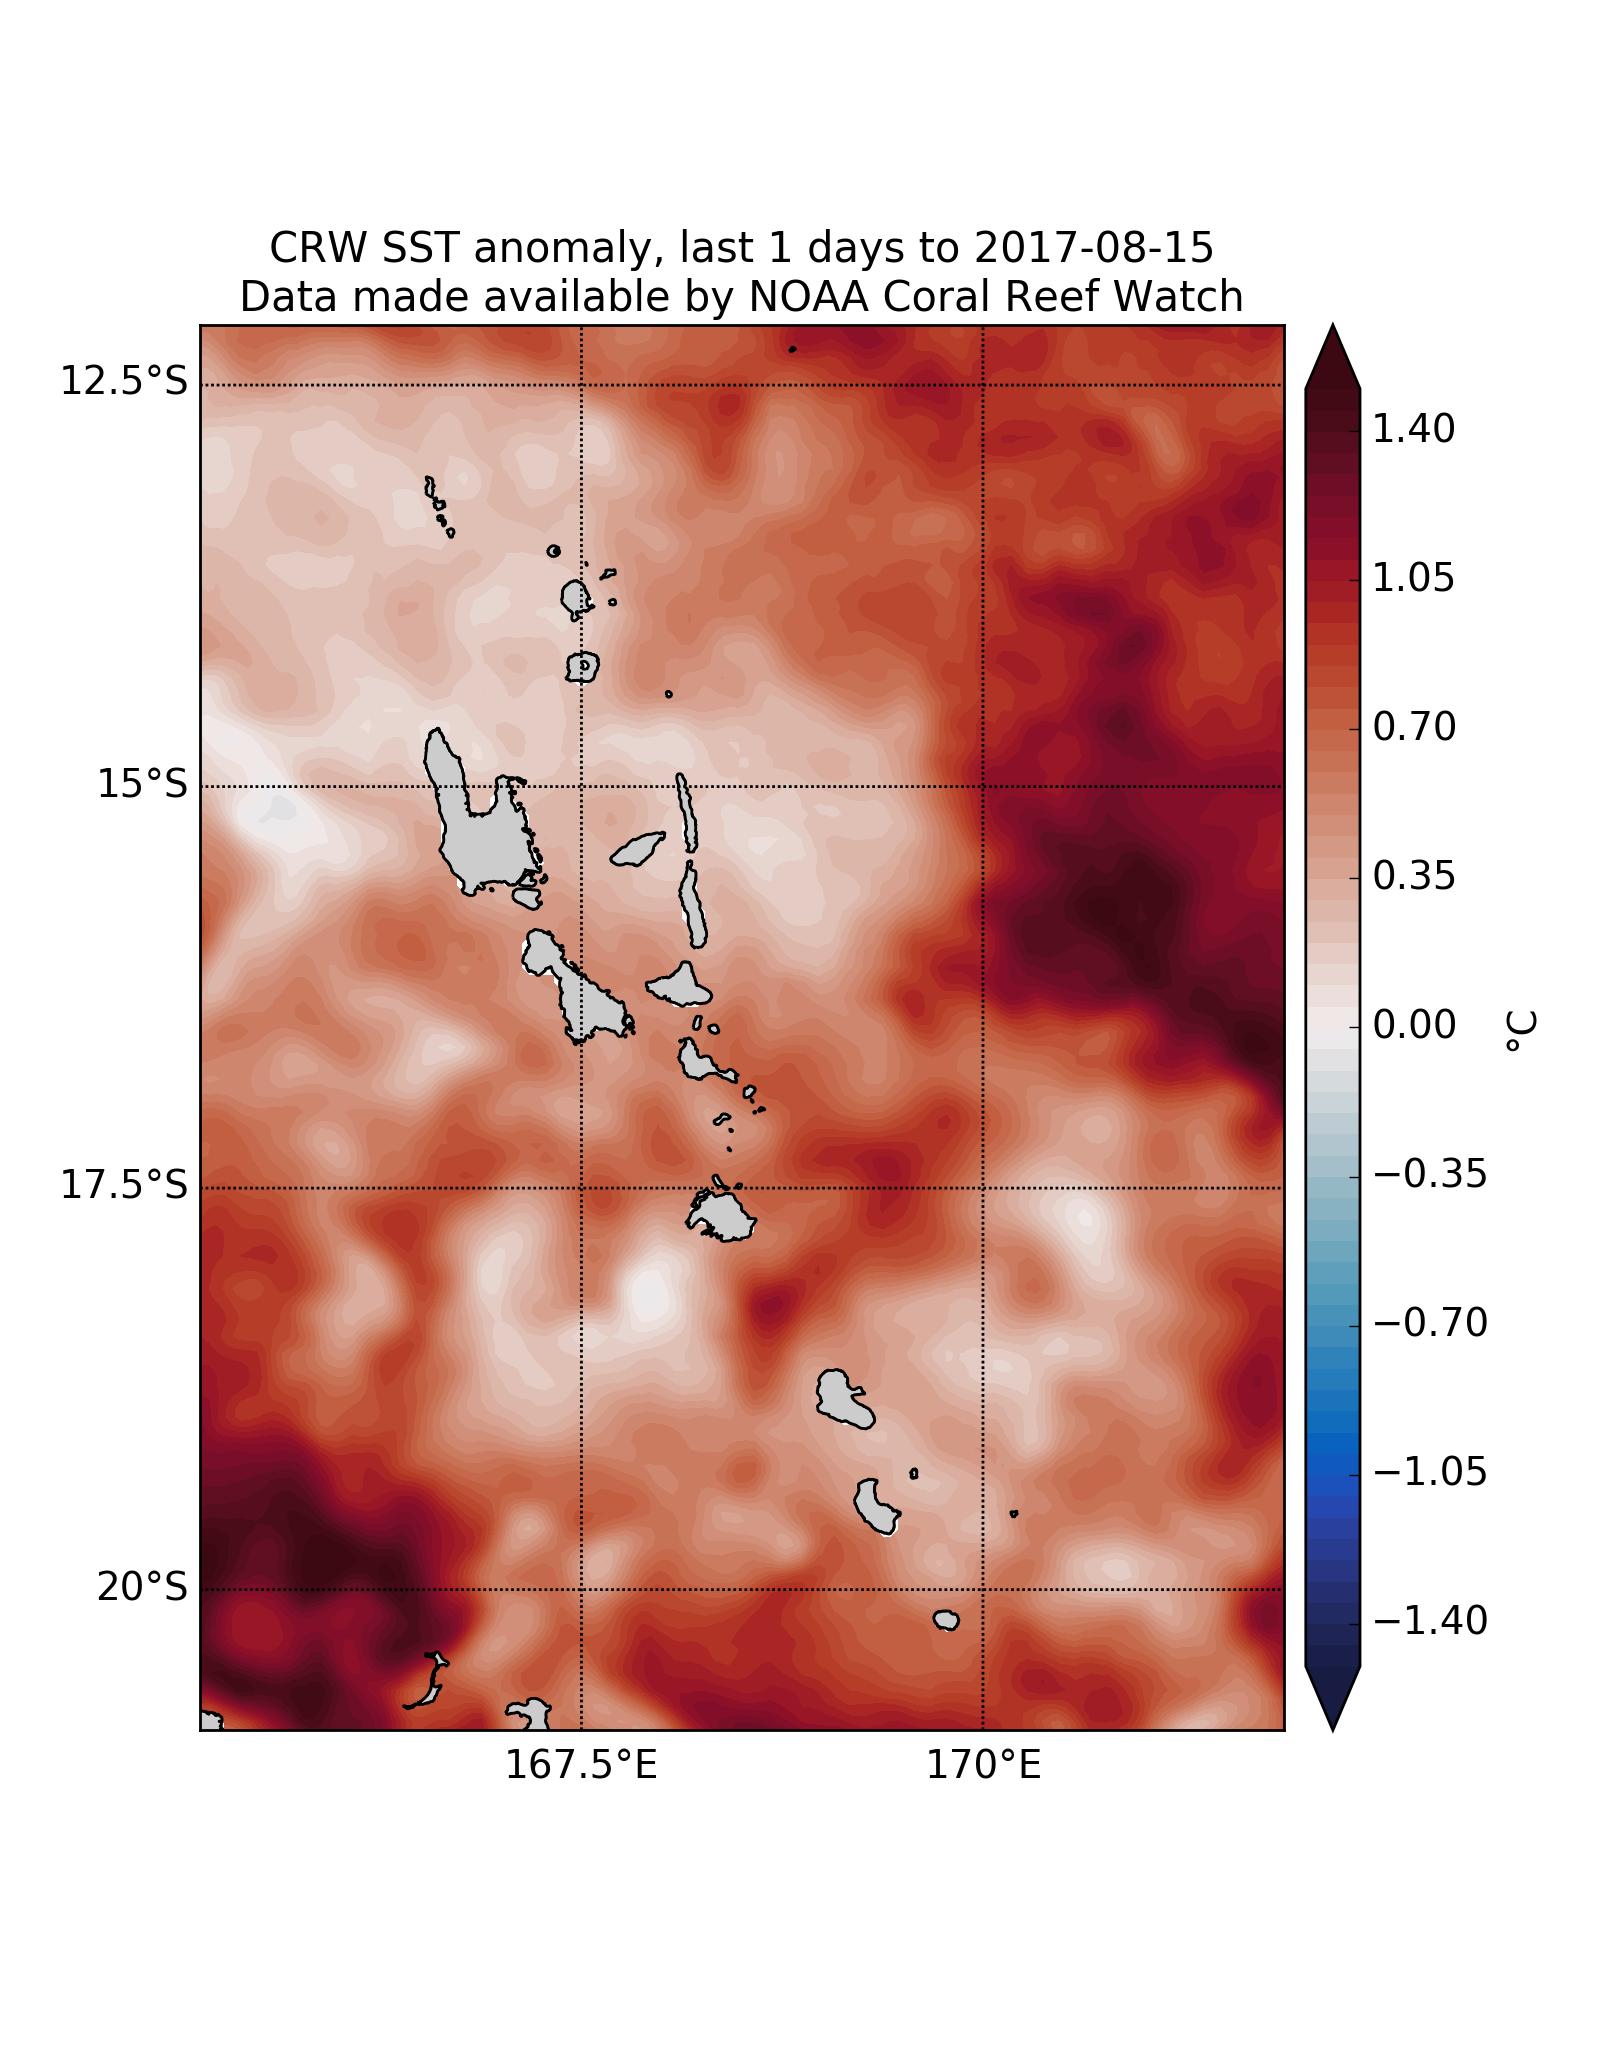 CRW SST anomaly, last 1 days to 2017-08-15
Data made available by NOAA Coral Reef Watch
12.5°S
15°S
17.5°S
20°S
167.5°E
170°E
1.40
1.05
0.70
0.35
0.00
−0.35
−0.70
−1.05
−1.40
°C